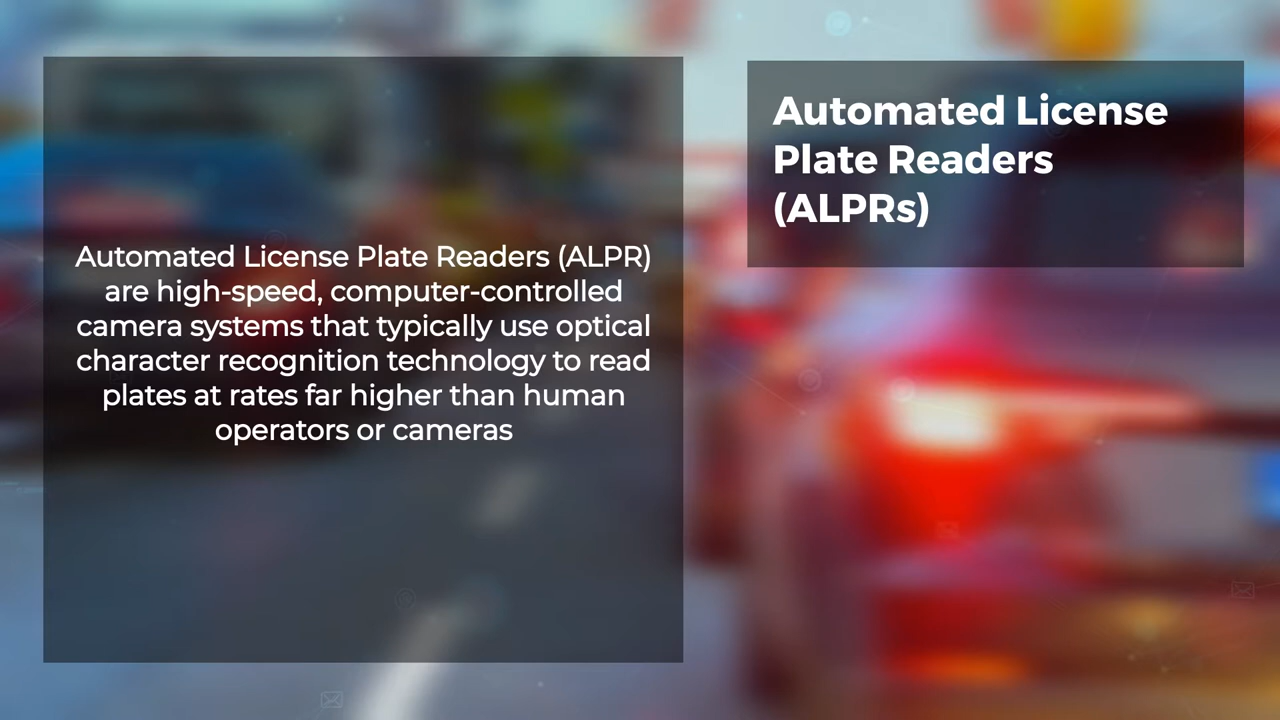 Automated License
Plate Readers
(ALPRs)
Automated License Plate Readers (ALPR)
are high-speed, computer-controlled
camera systems that typically use optical
character recognition technology to read
plates at rates far higher than human
operators or cameras